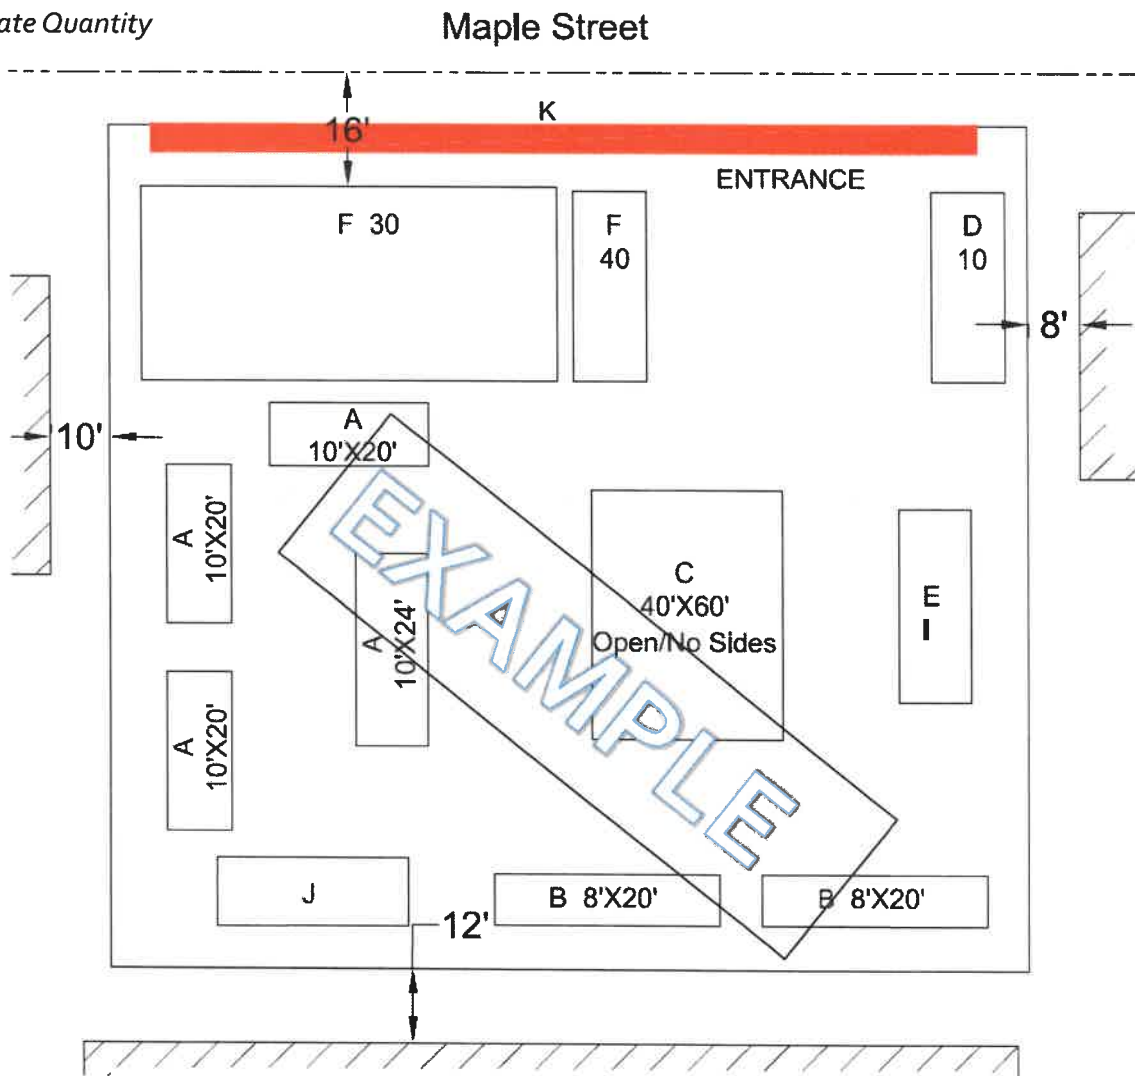 ate Quantity
Maple Street
K
16'
ENTRANCE
F 30
F
40
D
10
8'
10'
A
10'X20'
A
10'X20'
A
10'X24'
C
40'X60'
Open/No Sides
E
I
A
10'X20'
EXAMPLE
J
B 8'X20'
B 8'X20'
12'